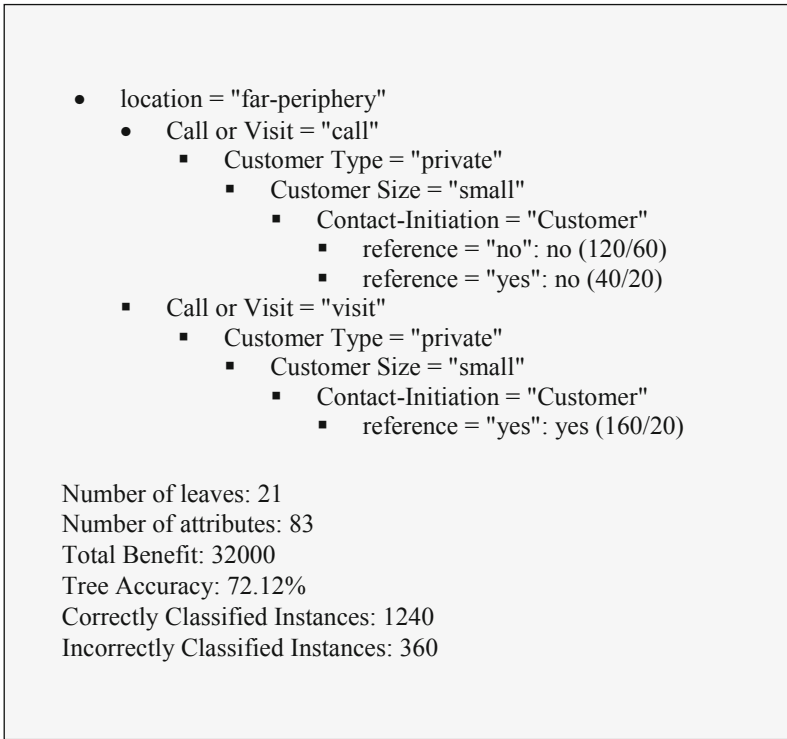 • location = "far-periphery"
• Call or Visit = "call"
▪ Customer Type = "private"
▪ Customer Size = "small"
▪ Contact-Initiation = "Customer"
▪ reference = "no": no (120/60)
▪ reference = "yes": no (40/20)
▪ Call or Visit = "visit"
▪ Customer Type = "private"
▪ Customer Size = "small"
▪ Contact-Initiation = "Customer"
▪ reference = "yes": yes (160/20)
Number of leaves: 21
Number of attributes: 83
Total Benefit: 32000
Tree Accuracy: 72.12%
Correctly Classified Instances: 1240
Incorrectly Classified Instances: 360